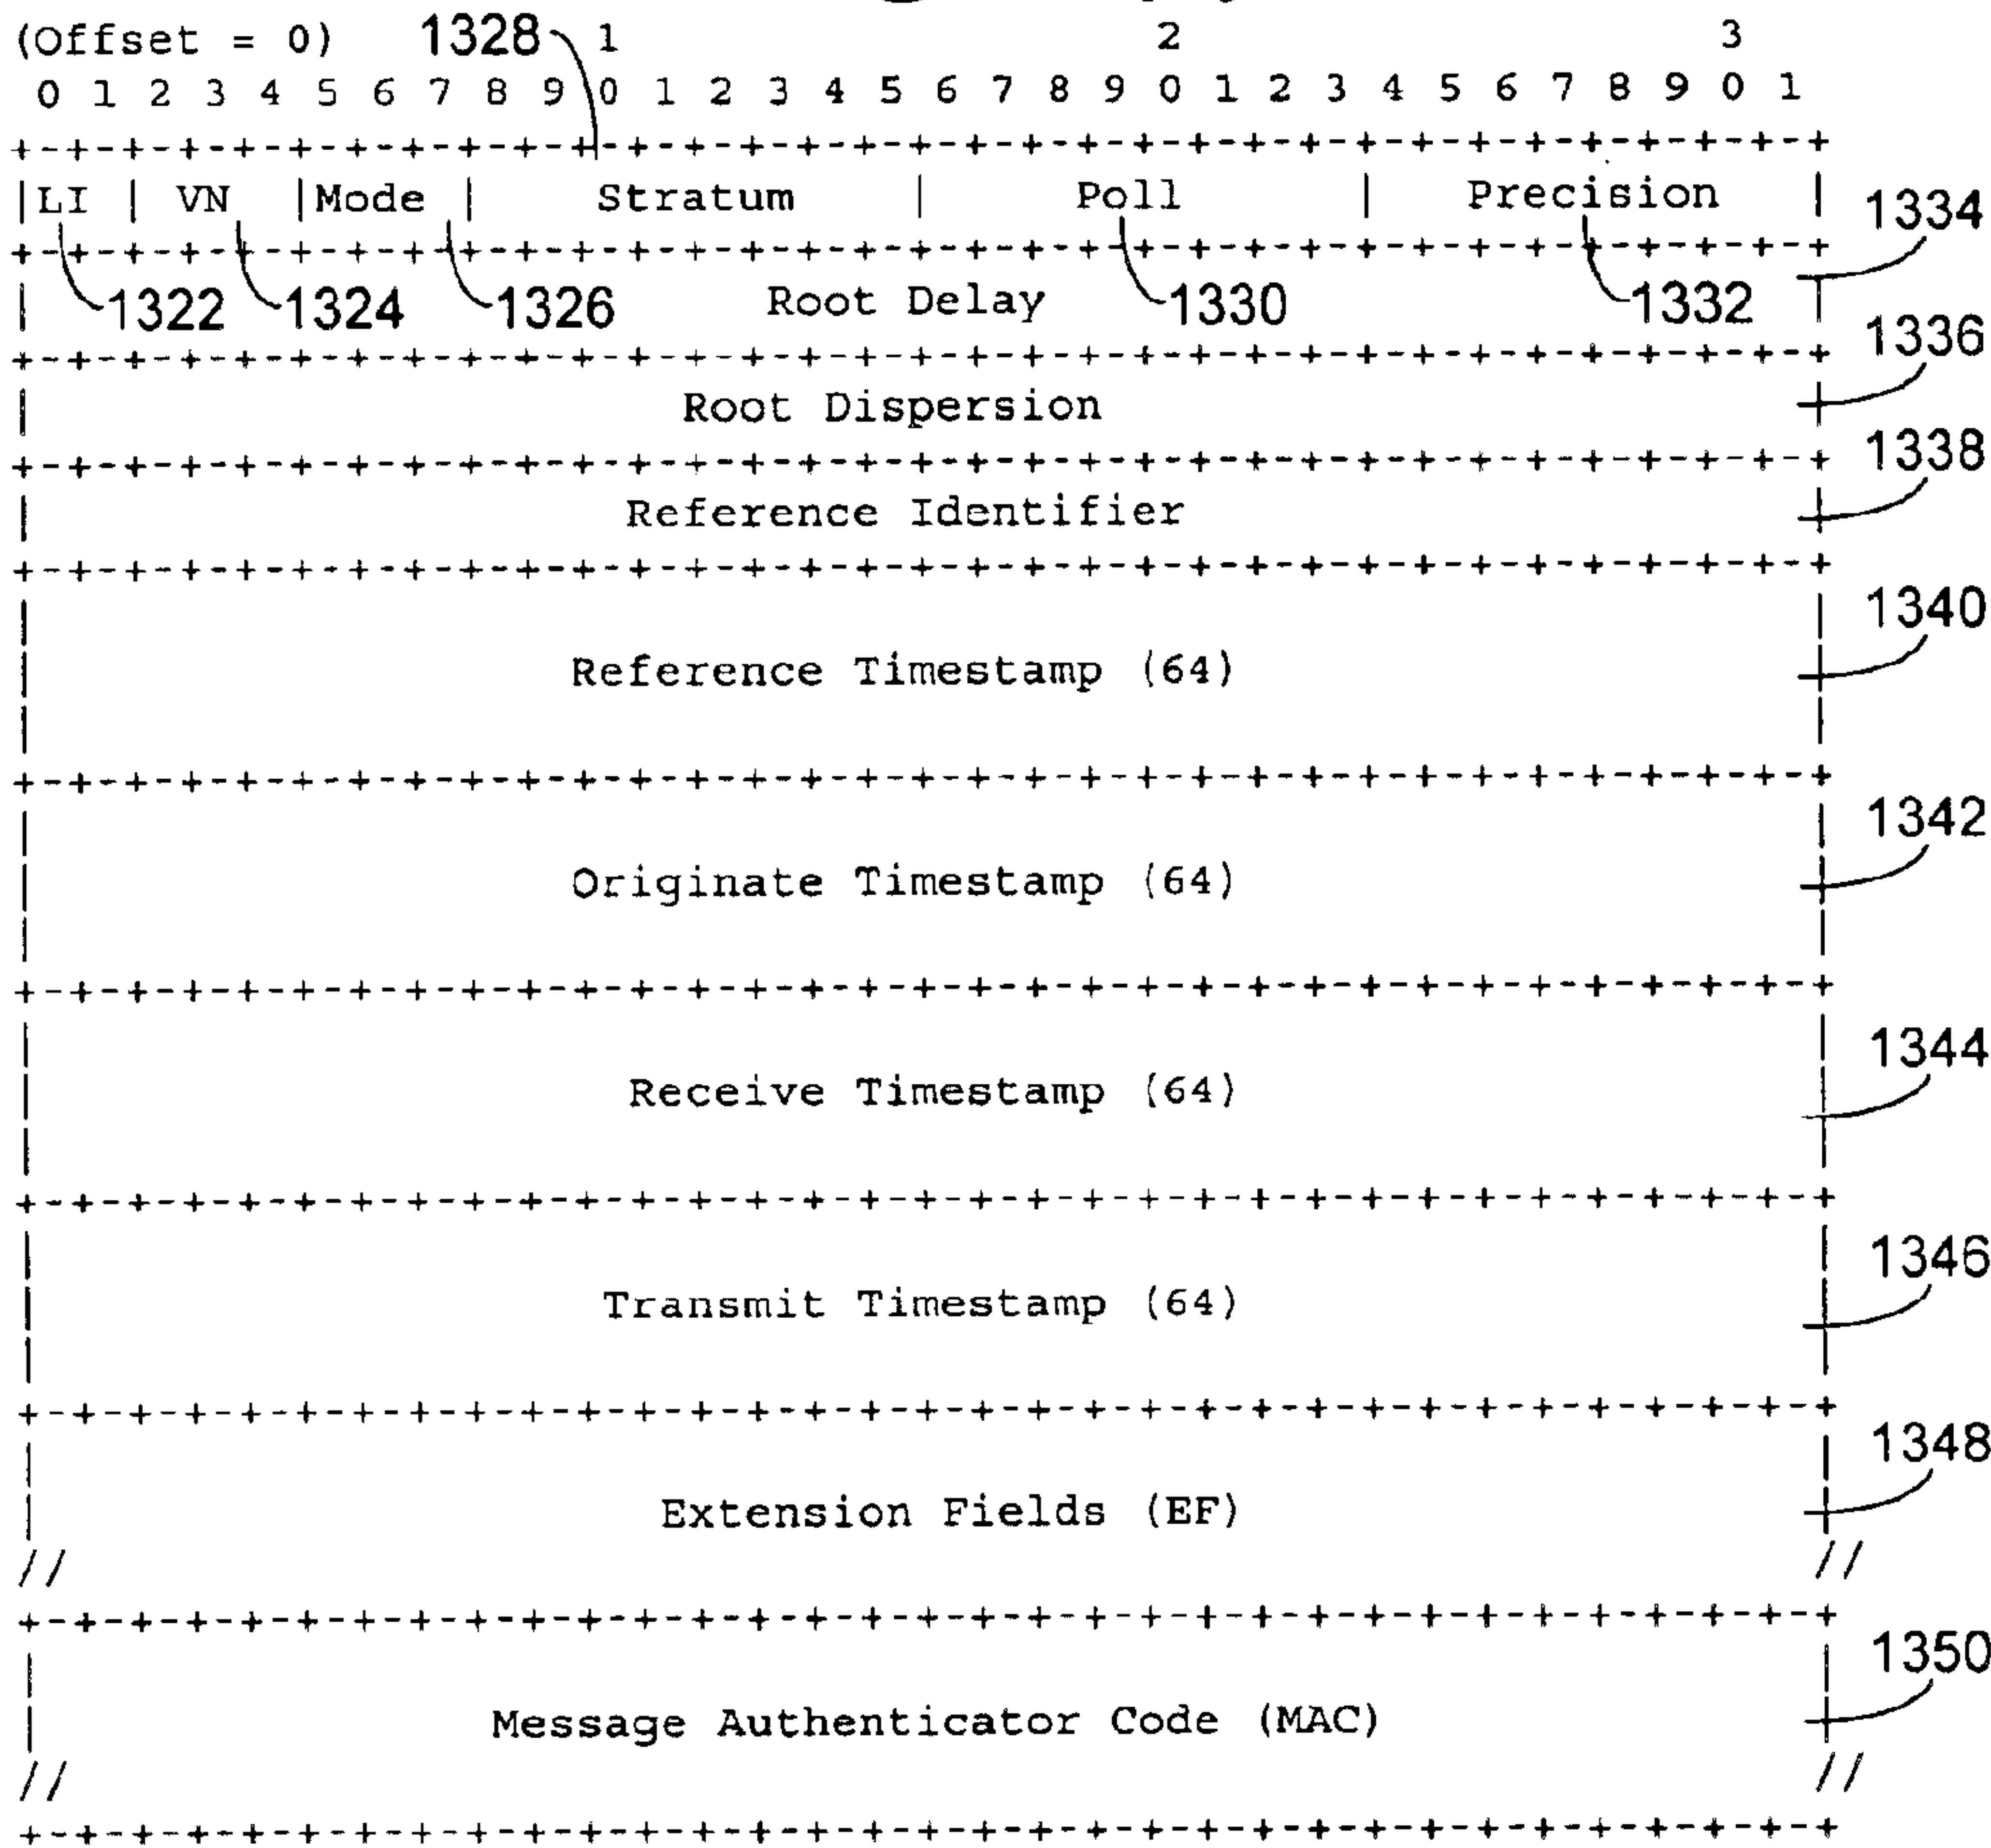 (Offset = 0) 1328 1 2 3
0 1 2 3 4 5 6 7 8 9 0 1 2 3 4 5 6 7 8 9 0 1 2 3 4 5 6 7 8 9 0 1
+-+-+-+-+-+-+-+-+-+-+-+-+-+-+-+-+-+-+-+-+-+-+-+-+-+-+-+-+-+-+-+-+
|LI | VN |Mode | Stratum | Poll | Precision | 1334
+-+-+-+-+-+-+-+-+-+-+-+-+-+-+-+-+-+-+-+-+-+-+-+-+-+-+-+-+-+-+-+-+
| 1322 1324 1326 Root Delay 1330 1332 | 1336
+-+-+-+-+-+-+-+-+-+-+-+-+-+-+-+-+-+-+-+-+-+-+-+-+-+-+-+-+-+-+-+-+
| Root Dispersion |
+-+-+-+-+-+-+-+-+-+-+-+-+-+-+-+-+-+-+-+-+-+-+-+-+-+-+-+-+-+-+-+-+ 1338
| Reference Identifier |
+-+-+-+-+-+-+-+-+-+-+-+-+-+-+-+-+-+-+-+-+-+-+-+-+-+-+-+-+-+-+-+-+
| | 1340
| Reference Timestamp (64) |
| |
+-+-+-+-+-+-+-+-+-+-+-+-+-+-+-+-+-+-+-+-+-+-+-+-+-+-+-+-+-+-+-+-+
| | 1342
| Originate Timestamp (64) |
| |
+-+-+-+-+-+-+-+-+-+-+-+-+-+-+-+-+-+-+-+-+-+-+-+-+-+-+-+-+-+-+-+-+
| | 1344
| Receive Timestamp (64) |
| |
+-+-+-+-+-+-+-+-+-+-+-+-+-+-+-+-+-+-+-+-+-+-+-+-+-+-+-+-+-+-+-+-+
| | 1346
| Transmit Timestamp (64) |
| |
+-+-+-+-+-+-+-+-+-+-+-+-+-+-+-+-+-+-+-+-+-+-+-+-+-+-+-+-+-+-+-+-+
| | 1348
| Extension Fields (EF) |
// //
+-+-+-+-+-+-+-+-+-+-+-+-+-+-+-+-+-+-+-+-+-+-+-+-+-+-+-+-+-+-+-+-+
| | 1350
| Message Authenticator Code (MAC) |
// //
+-+-+-+-+-+-+-+-+-+-+-+-+-+-+-+-+-+-+-+-+-+-+-+-+-+-+-+-+-+-+-+-+